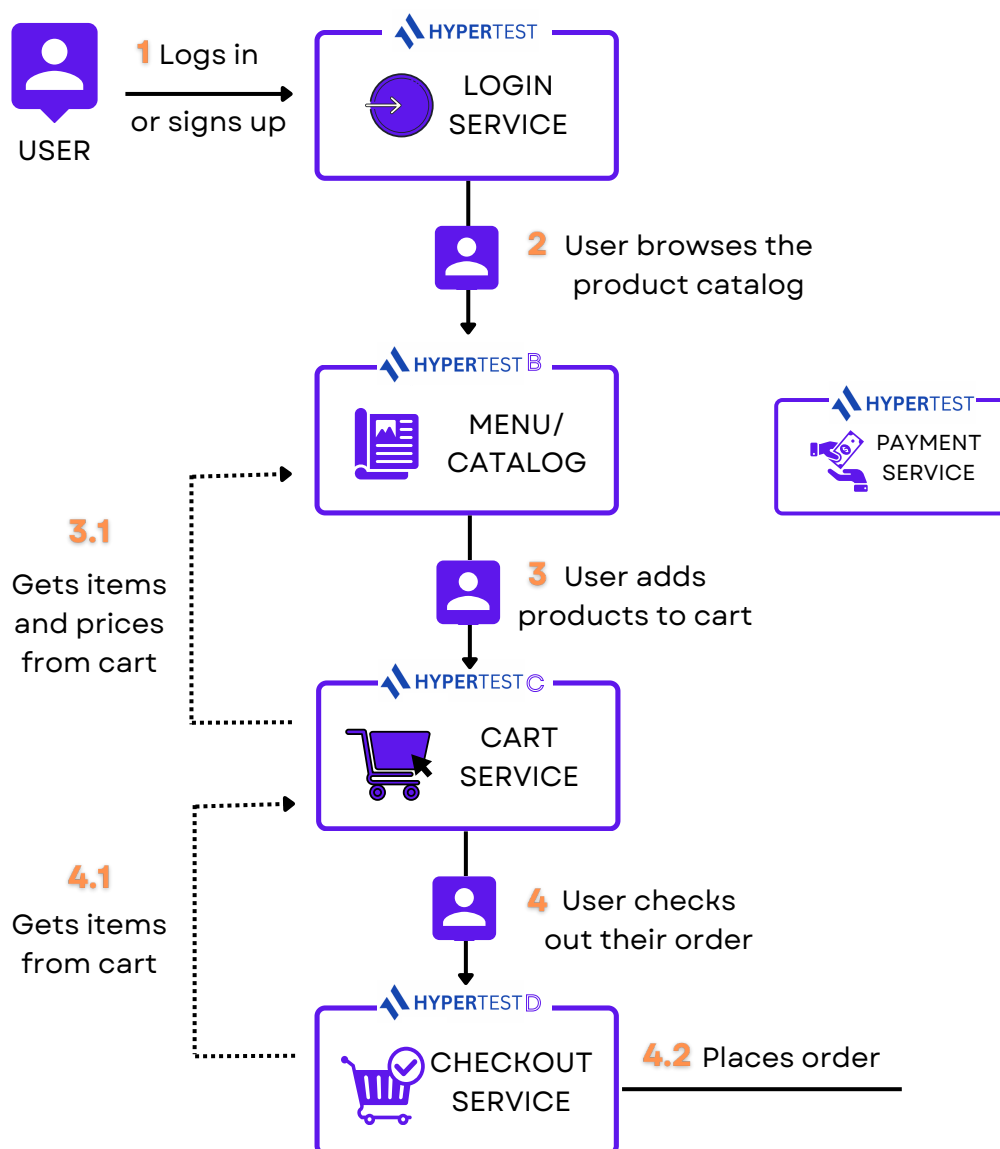 HYPERTEST
1 Logs in
or signs up
USER
LOGIN
SERVICE
2 User browses the
product catalog
HYPERTEST B
MENU/
CATALOG
HYPERTEST
PAYMENT
SERVICE
3.1
Gets items
and prices
from cart
3 User adds
products to cart
HYPERTEST C
CART
SERVICE
4.1
Gets items
from cart
4 User checks
out their order
HYPERTEST D
CHECKOUT
SERVICE
4.2 Places order